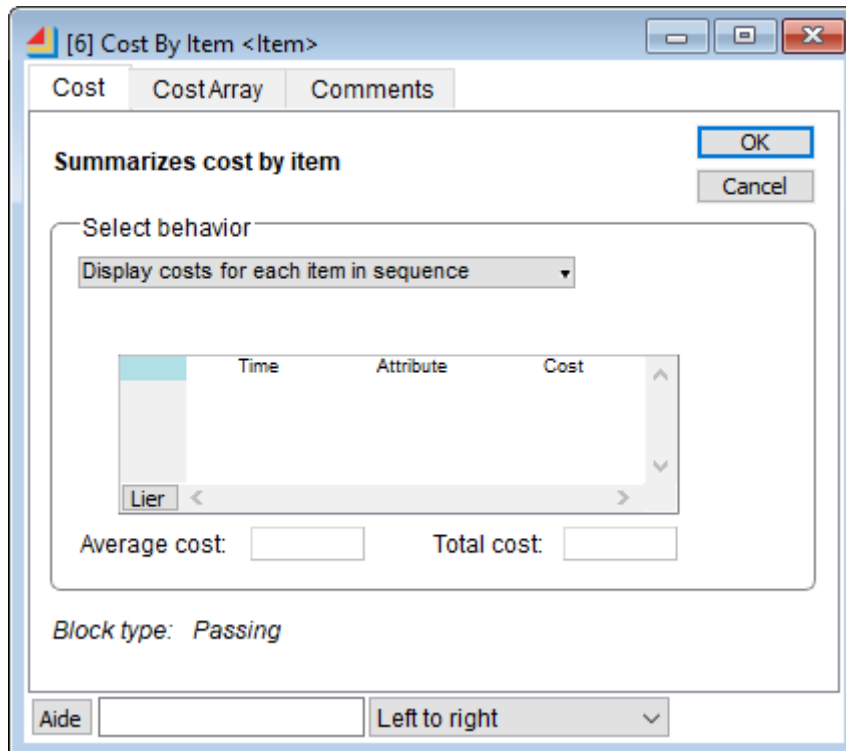 [6] Cost By Item <Item>
Cost Cost Array Comments
OK
Summarizes cost by item
Cancel
Select behavior
Display costs for each item in sequence
Time Attribute Cost
Lier
Average cost: Total cost:
Block type: Passing
Aide Left to right